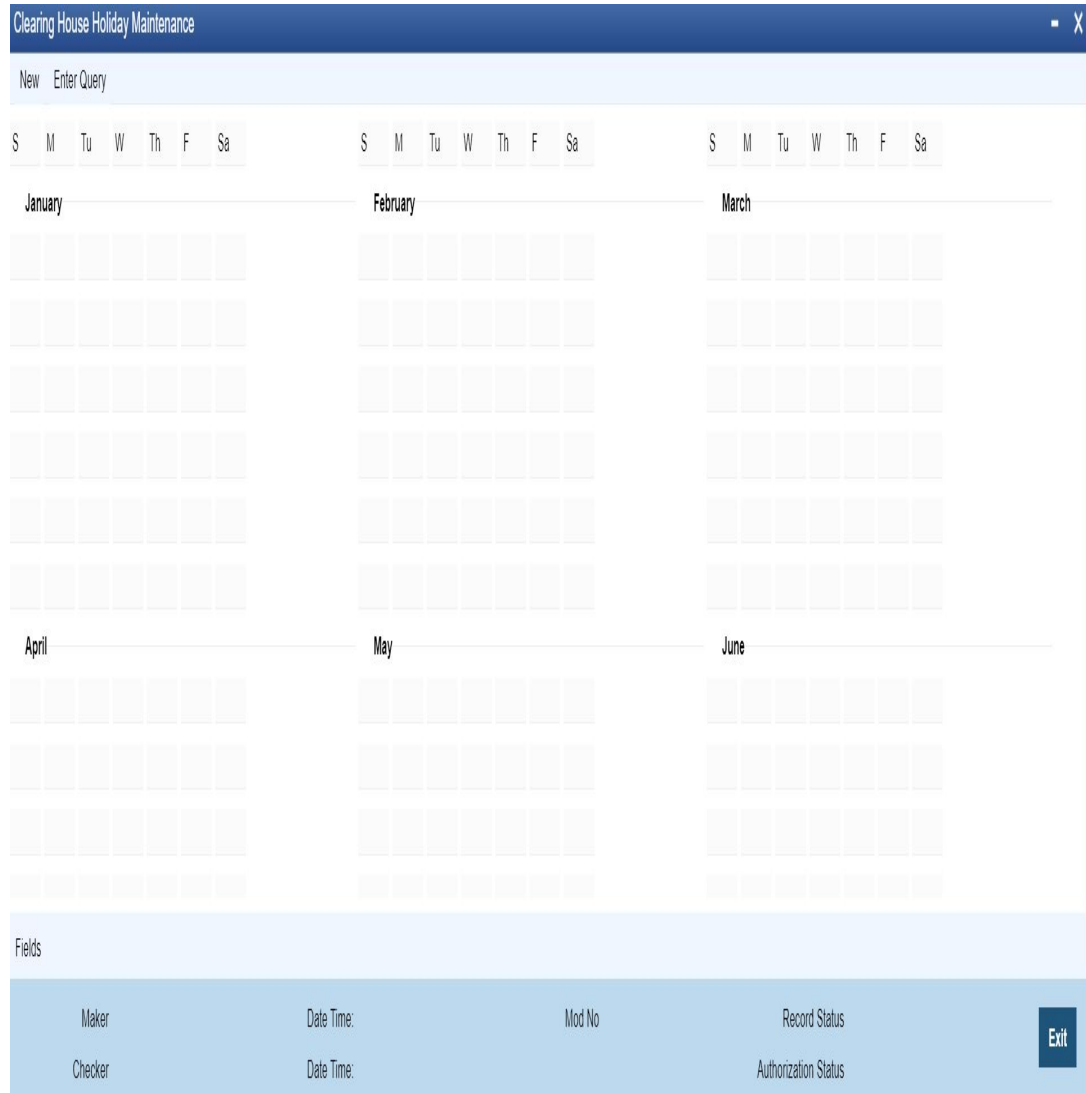 Clearing House Holiday Maintenance - X
New Enter Query
S M Tu W Th F Sa S M Tu W Th F Sa S M Tu W Th F Sa
January February March
April May June
Fields
Maker Date Time: Mod No Record Status
Exit
Checker Date Time: Authorization Status